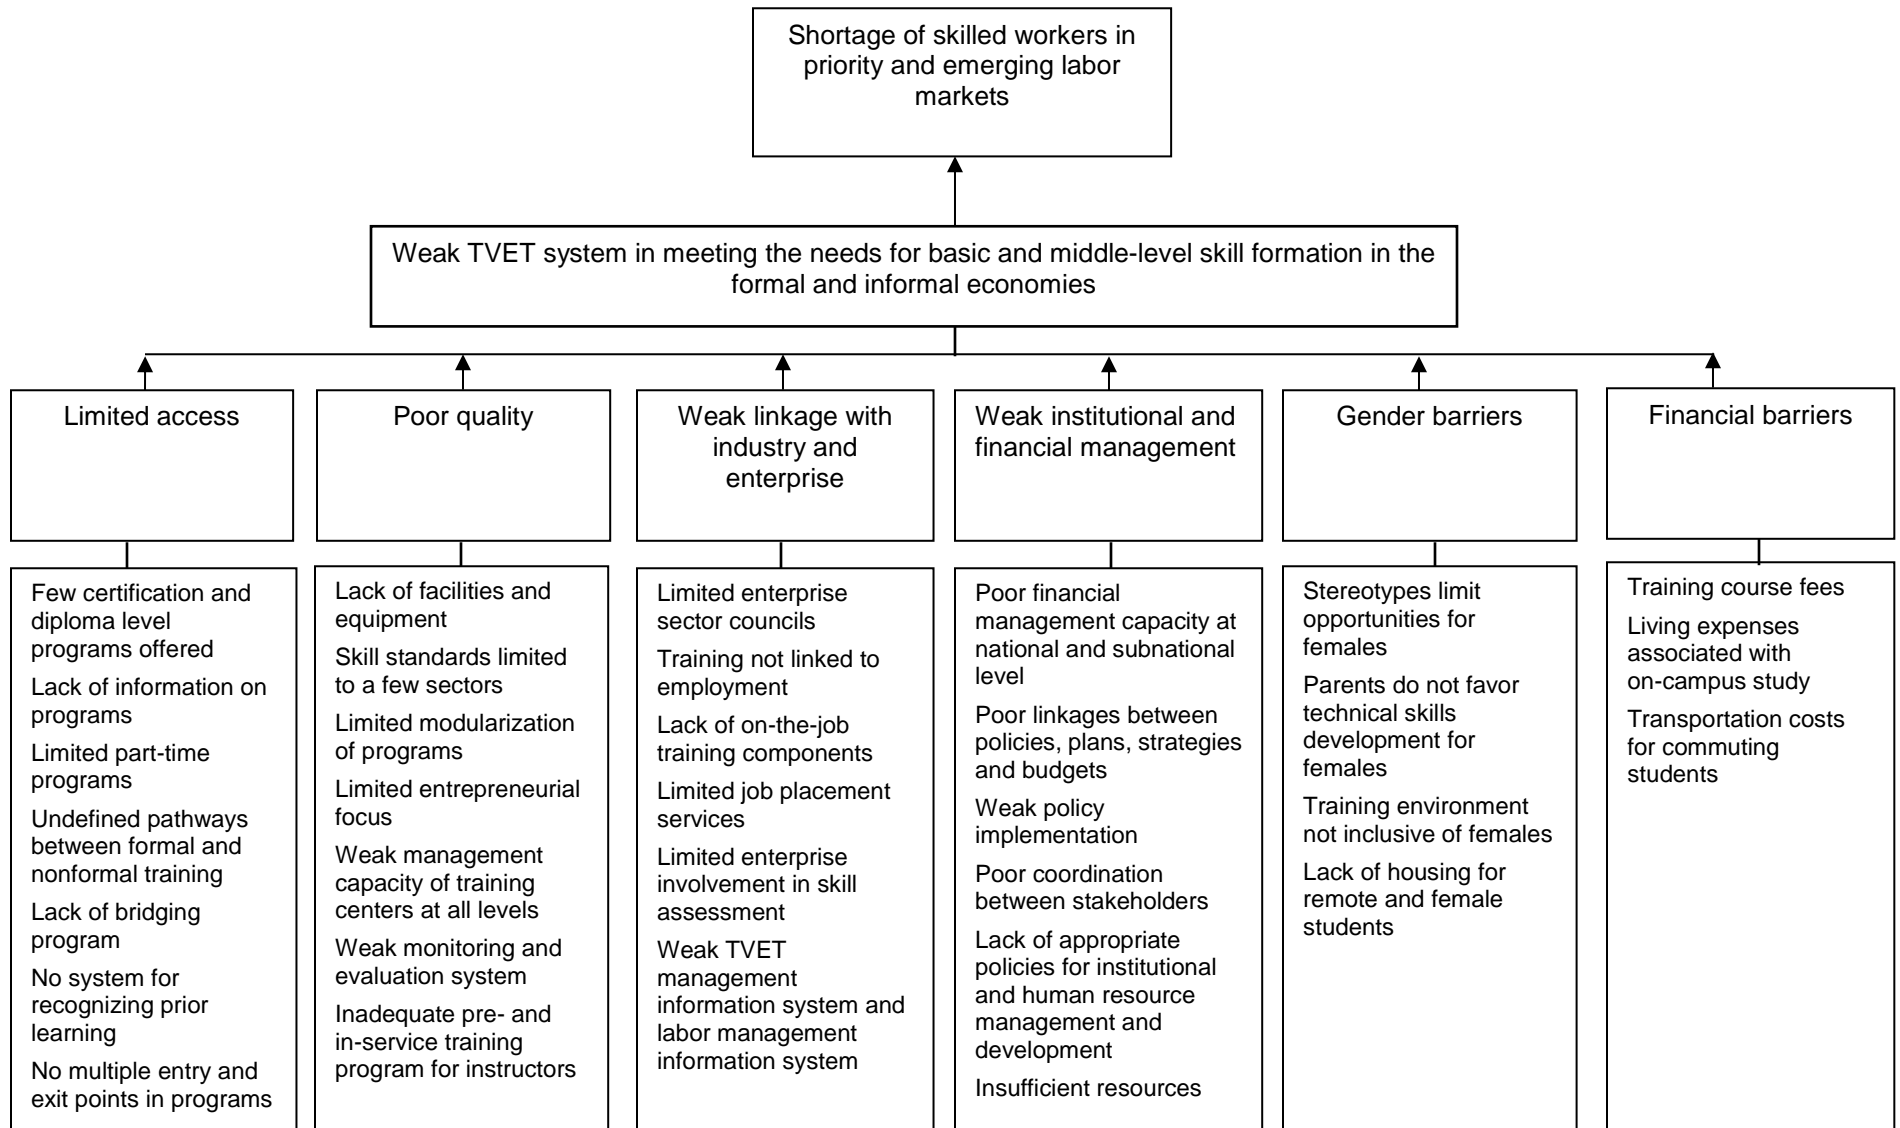 Shortage of skilled workers in
priority and emerging labor
markets
Weak TVET system in meeting the needs for basic and middle-level skill formation in the
formal and informal economies
Limited access
Poor quality
Weak linkage with
industry and
enterprise
Weak institutional and
financial management
Gender barriers
Financial barriers
Few certification and
diploma level
programs offered
Lack of information on
programs
Limited part-time
programs
Undefined pathways
between formal and
nonformal training
Lack of bridging
program
No system for
recognizing prior
learning
No multiple entry and
exit points in programs
Lack of facilities and
equipment
Skill standards limited
to a few sectors
Limited modularization
of programs
Limited entrepreneurial
focus
Weak management
capacity of training
centers at all levels
Weak monitoring and
evaluation system
Inadequate pre- and
in-service training
program for instructors
Limited enterprise
sector councils
Training not linked to
employment
Lack of on-the-job
training components
Limited job placement
services
Limited enterprise
involvement in skill
assessment
Weak TVET
management
information system and
labor management
information system
Poor financial
management capacity at
national and subnational
level
Poor linkages between
policies, plans, strategies
and budgets
Weak policy
implementation
Poor coordination
between stakeholders
Lack of appropriate
policies for institutional
and human resource
management and
development
Insufficient resources
Stereotypes limit
opportunities for
females
Parents do not favor
technical skills
development for
females
Training environment
not inclusive of females
Lack of housing for
remote and female
students
Training course fees
Living expenses
associated with
on-campus study
Transportation costs
for commuting
students